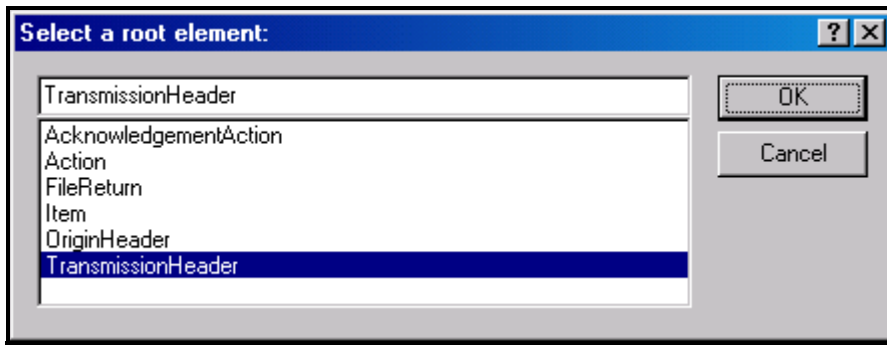 Select a root element:
TransmissionHeader
OK
AcknowledgementAction
Action
Cancel
FileReturn
Item
OriginHeader
TransmissionHeader